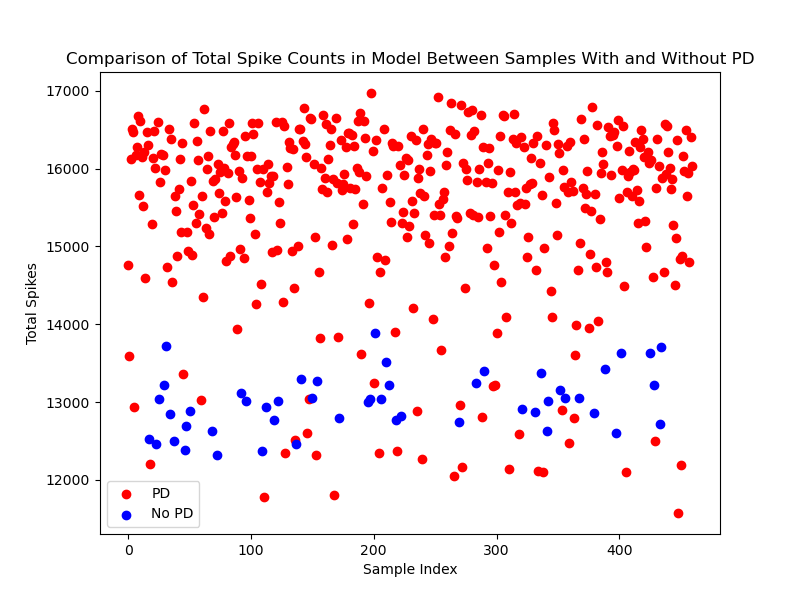 Comparison of Total Spike Counts in Model Between Samples With and Without PD
Total Spikes
17000
16000
15000
14000
13000
12000
PD
No PD
0 100 200 300 400
Sample Index